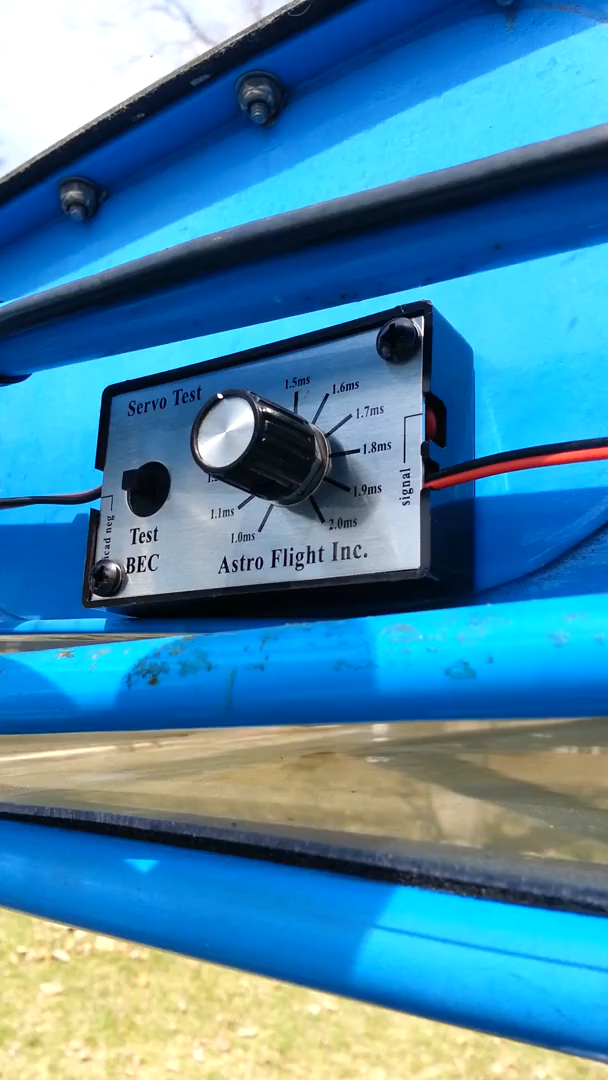 Servo Test
1.5ms
1.6ms
1.7ms
1.8ms
1.9ms
2.0ms
1.1ms
1.0ms
signal
neg
Test
BEC
Astro Flight Inc.